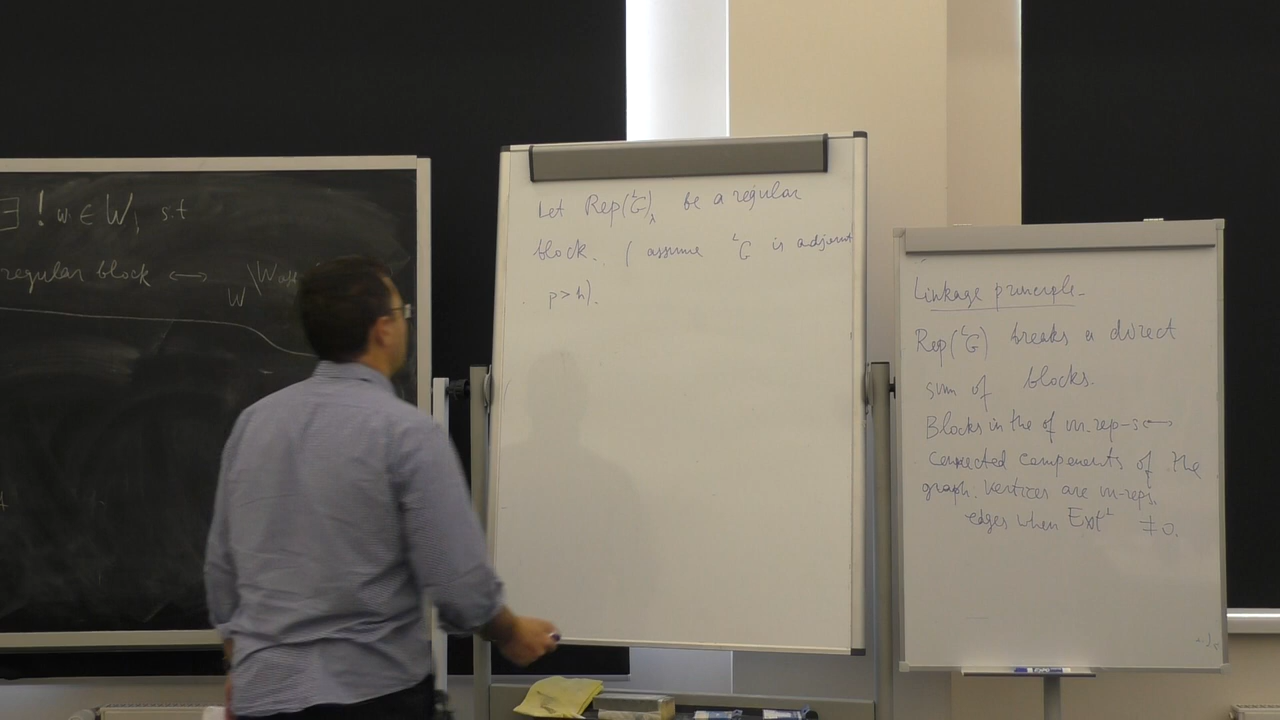 ∃ ! w ∈ W, s.t
regular block ⟷ W\W
Let Rep(ᴸG)_λ be a regular
block. ( assume ᴸG is adjoint
p > h).
Linkage principle.
Rep(ᴸG) breaks a direct
sum of blocks.
Blocks in the of irr. rep-s ⟷
connected components of the
graph. Vertices are irr-reps.
edges when Ext¹ ≠ 0.